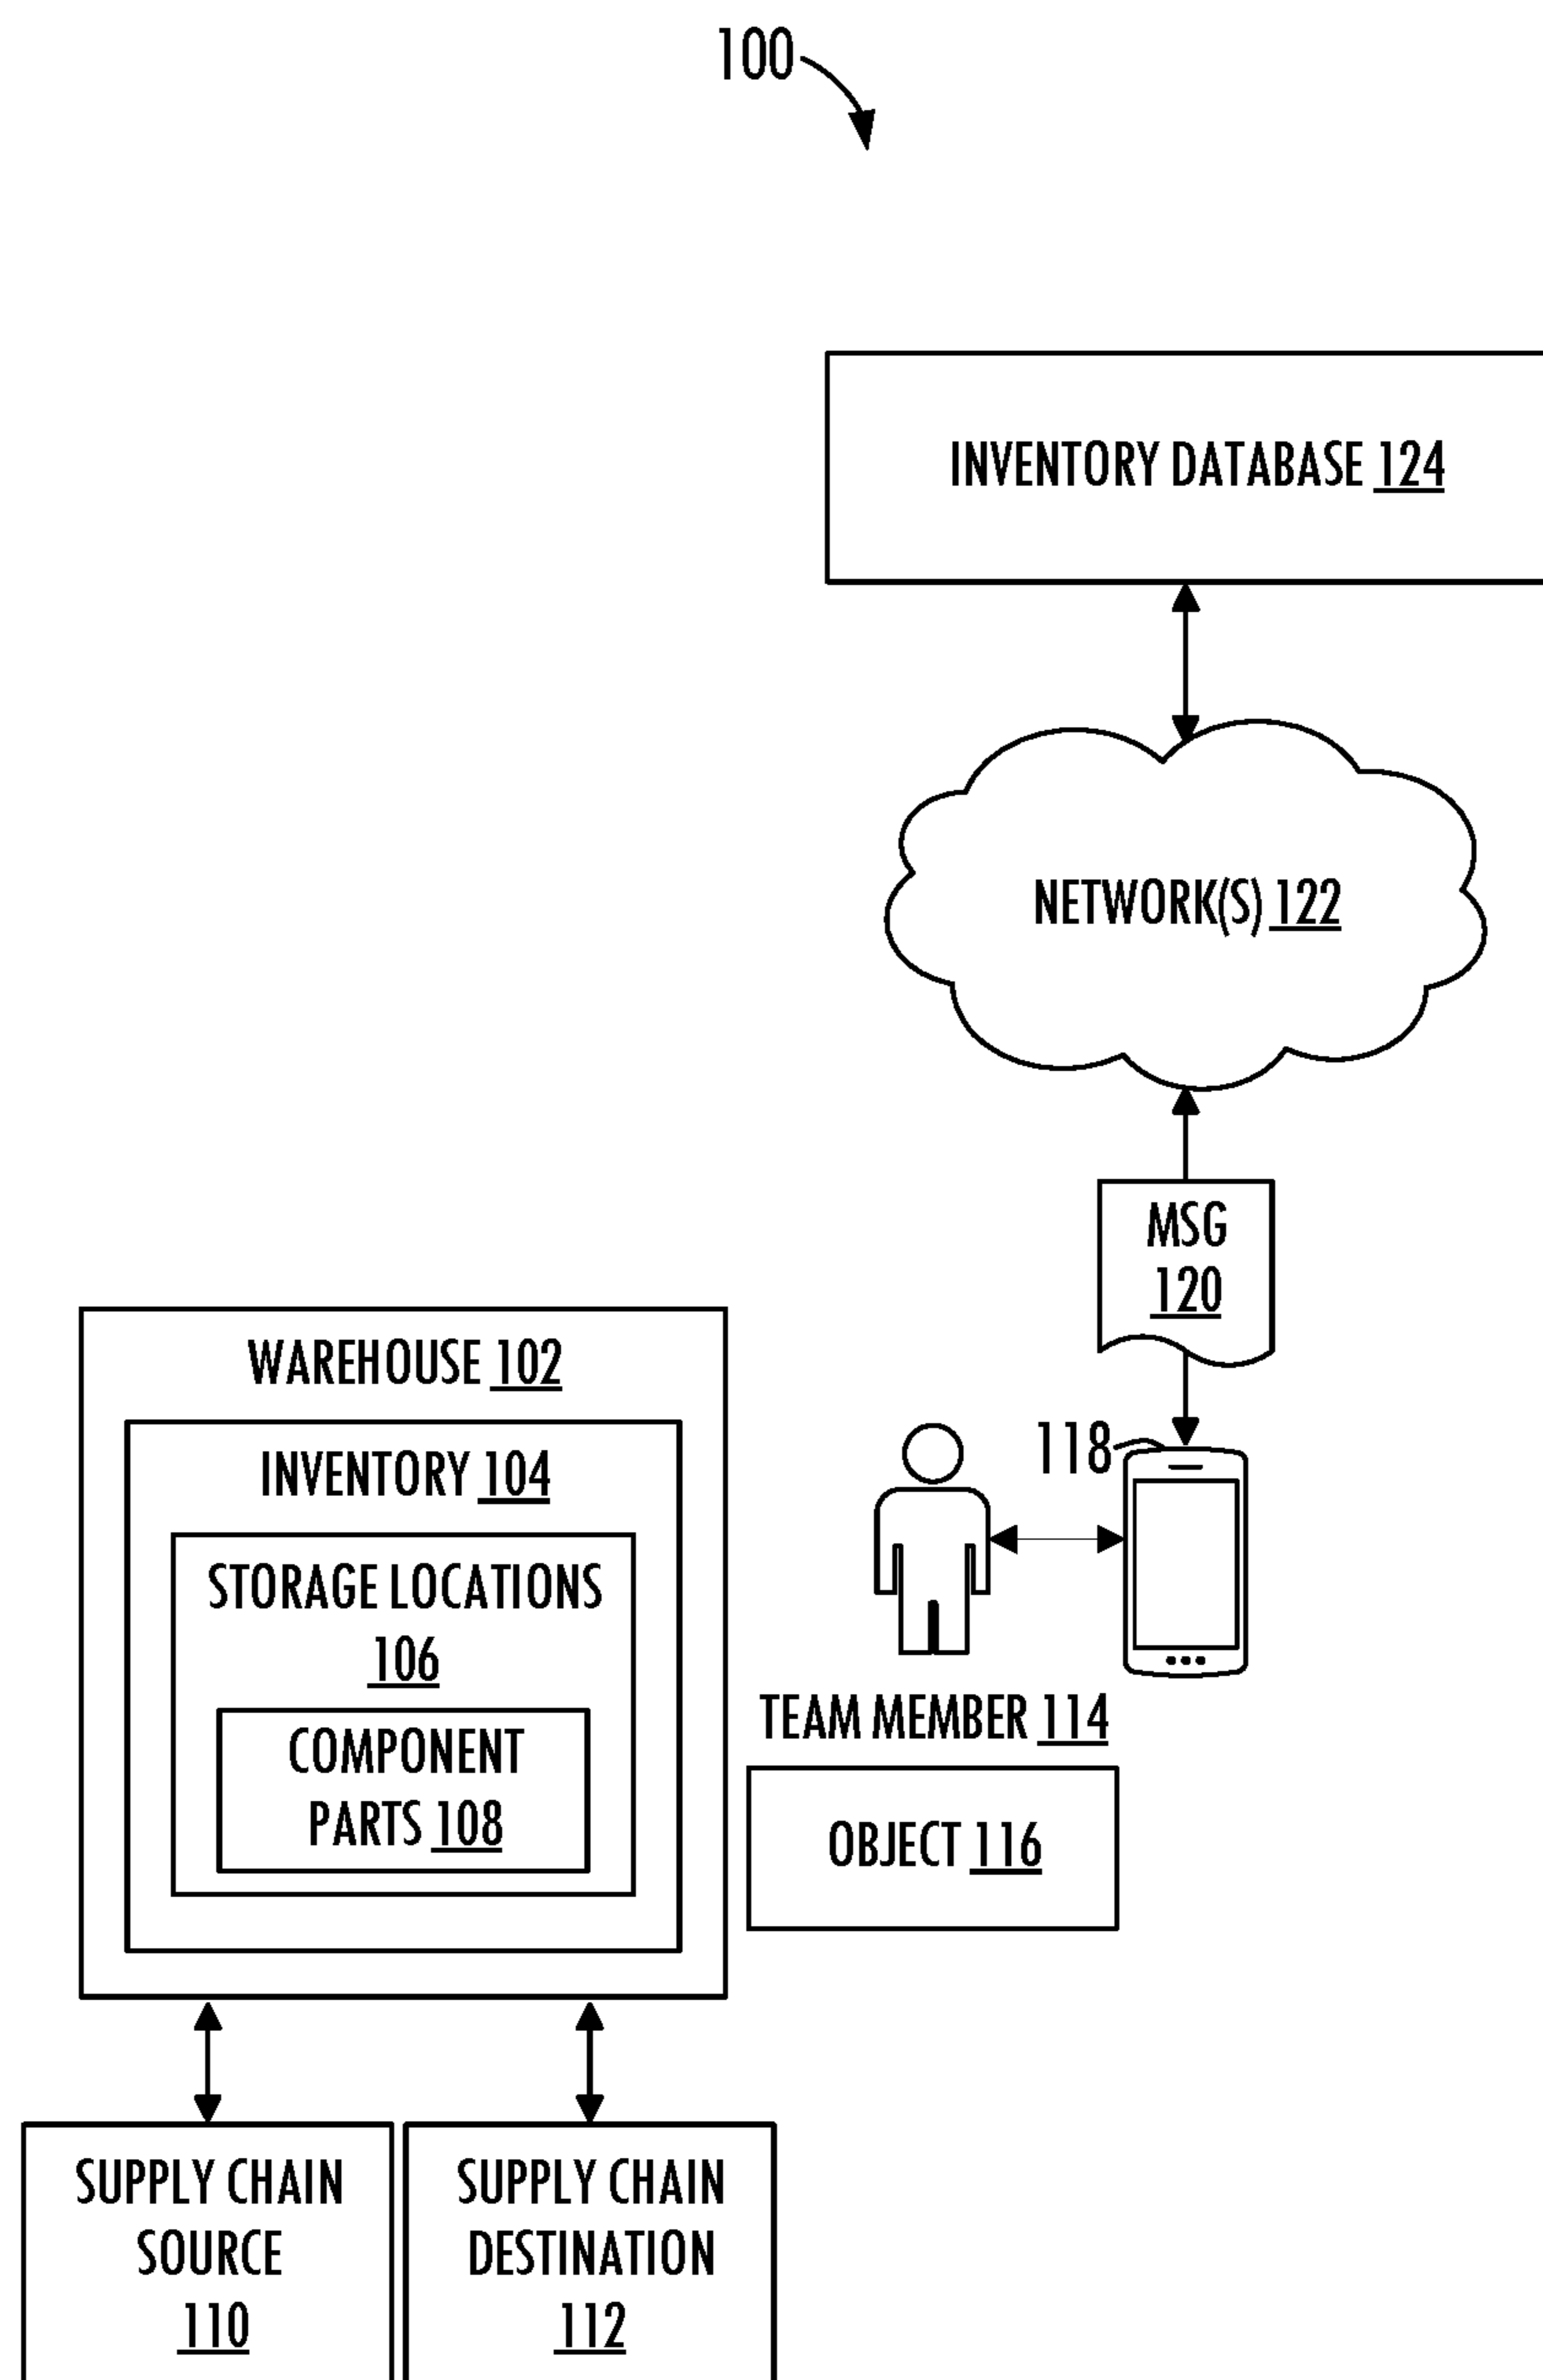 100
INVENTORY DATABASE 124
NETWORK(S) 122
MSG
120
WAREHOUSE 102
INVENTORY 104
STORAGE LOCATIONS
106
COMPONENT
PARTS 108
118
TEAM MEMBER 114
OBJECT 116
SUPPLY CHAIN
SOURCE
110
SUPPLY CHAIN
DESTINATION
112